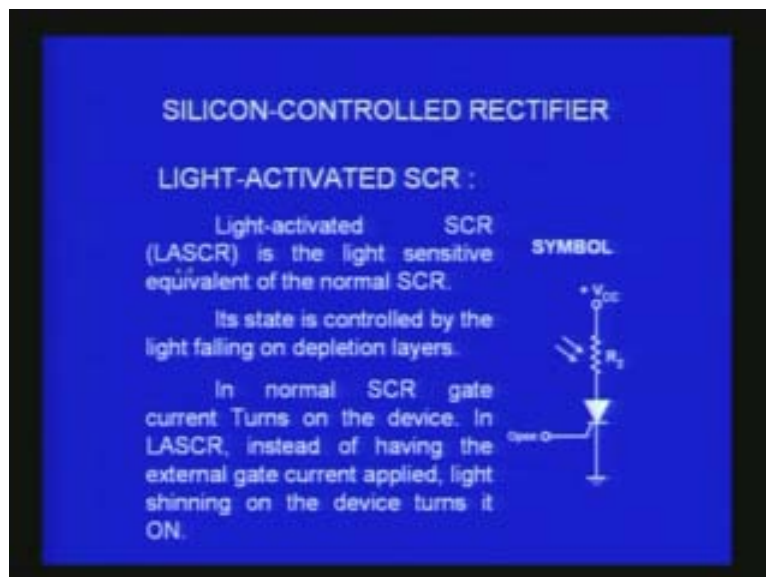 SILICON-CONTROLLED RECTIFIER
LIGHT-ACTIVATED SCR :
Light-activated SCR
(LASCR) is the light sensitive
equivalent of the normal SCR.
Its state is controlled by the
light falling on depletion layers.
In normal SCR gate
current Turns on the device. In
LASCR, instead of having the
external gate current applied, light
shinning on the device turns it
ON.
SYMBOL
+ VCC
Open